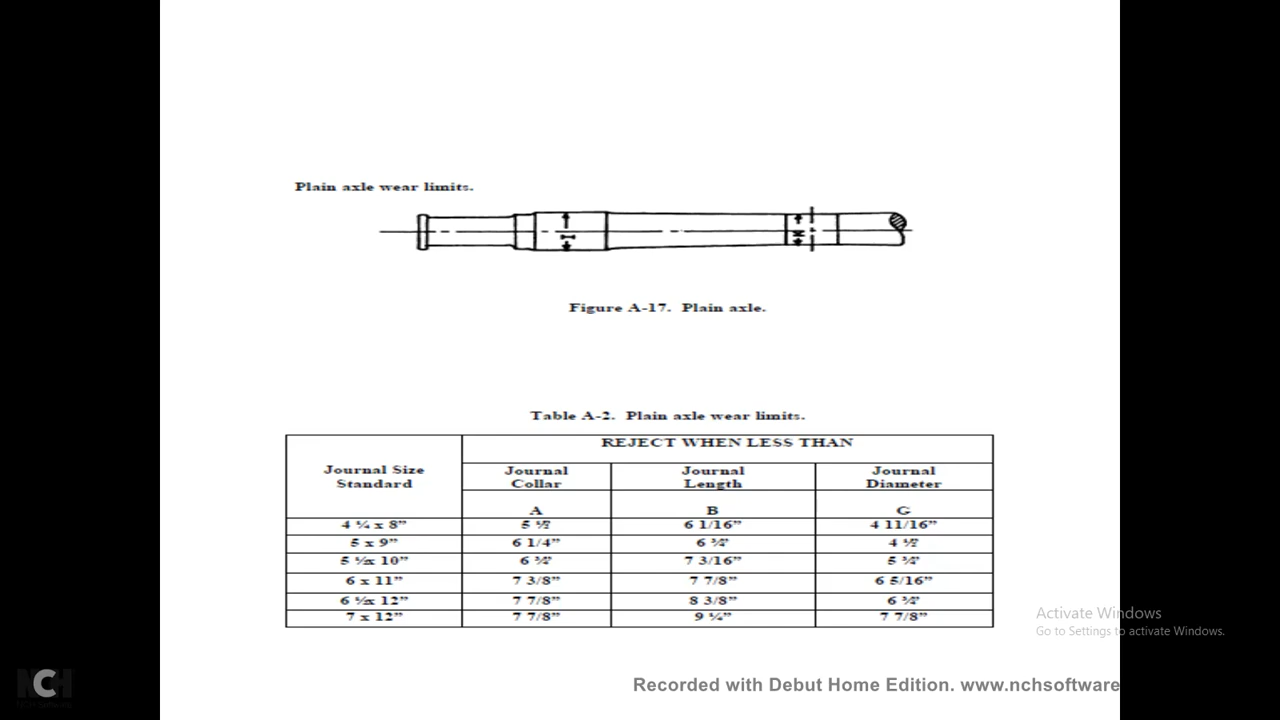 Plain axle wear limits.
I
M
Figure A-17. Plain axle.
Table A-2. Plain axle wear limits.
REJECT WHEN LESS THAN
Journal Size Standard
Journal Collar
Journal Length
Journal Diameter
A B G
4 ¼ x 8” 5 ½” 6 1/16” 4 11/16”
5 x 9” 6 1/4” 6 ¾” 4 ½”
5 ½x 10” 6 ¾” 7 3/16” 5 ¾”
6 x 11” 7 3/8” 7 7/8” 6 5/16”
6 ½x 12” 7 7/8” 8 3/8” 6 ¾”
7 x 12” 7 7/8” 9 ¼” 7 7/8”
Activate Windows
Go to Settings to activate Windows.
NCH
NCH Software
Recorded with Debut Home Edition. www.nchsoftware